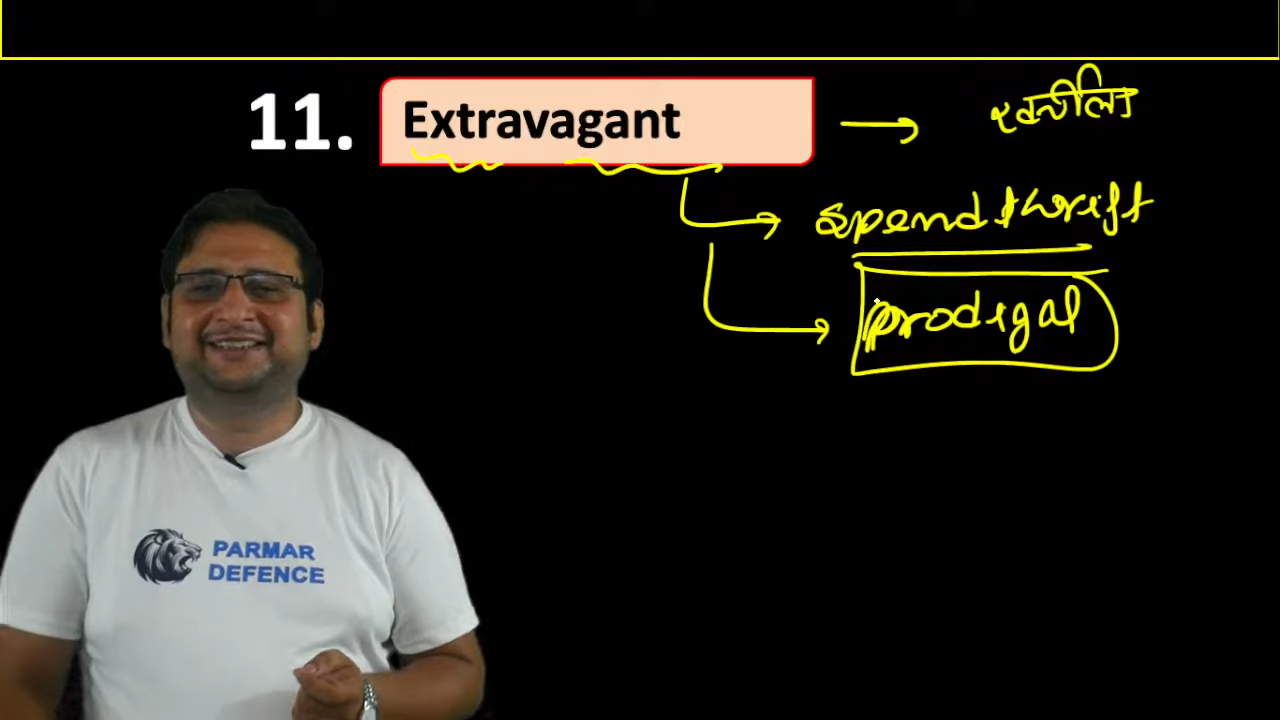 11. Extravagant → खर्चीला
spendthrift
prodigal
PARMAR
DEFENCE